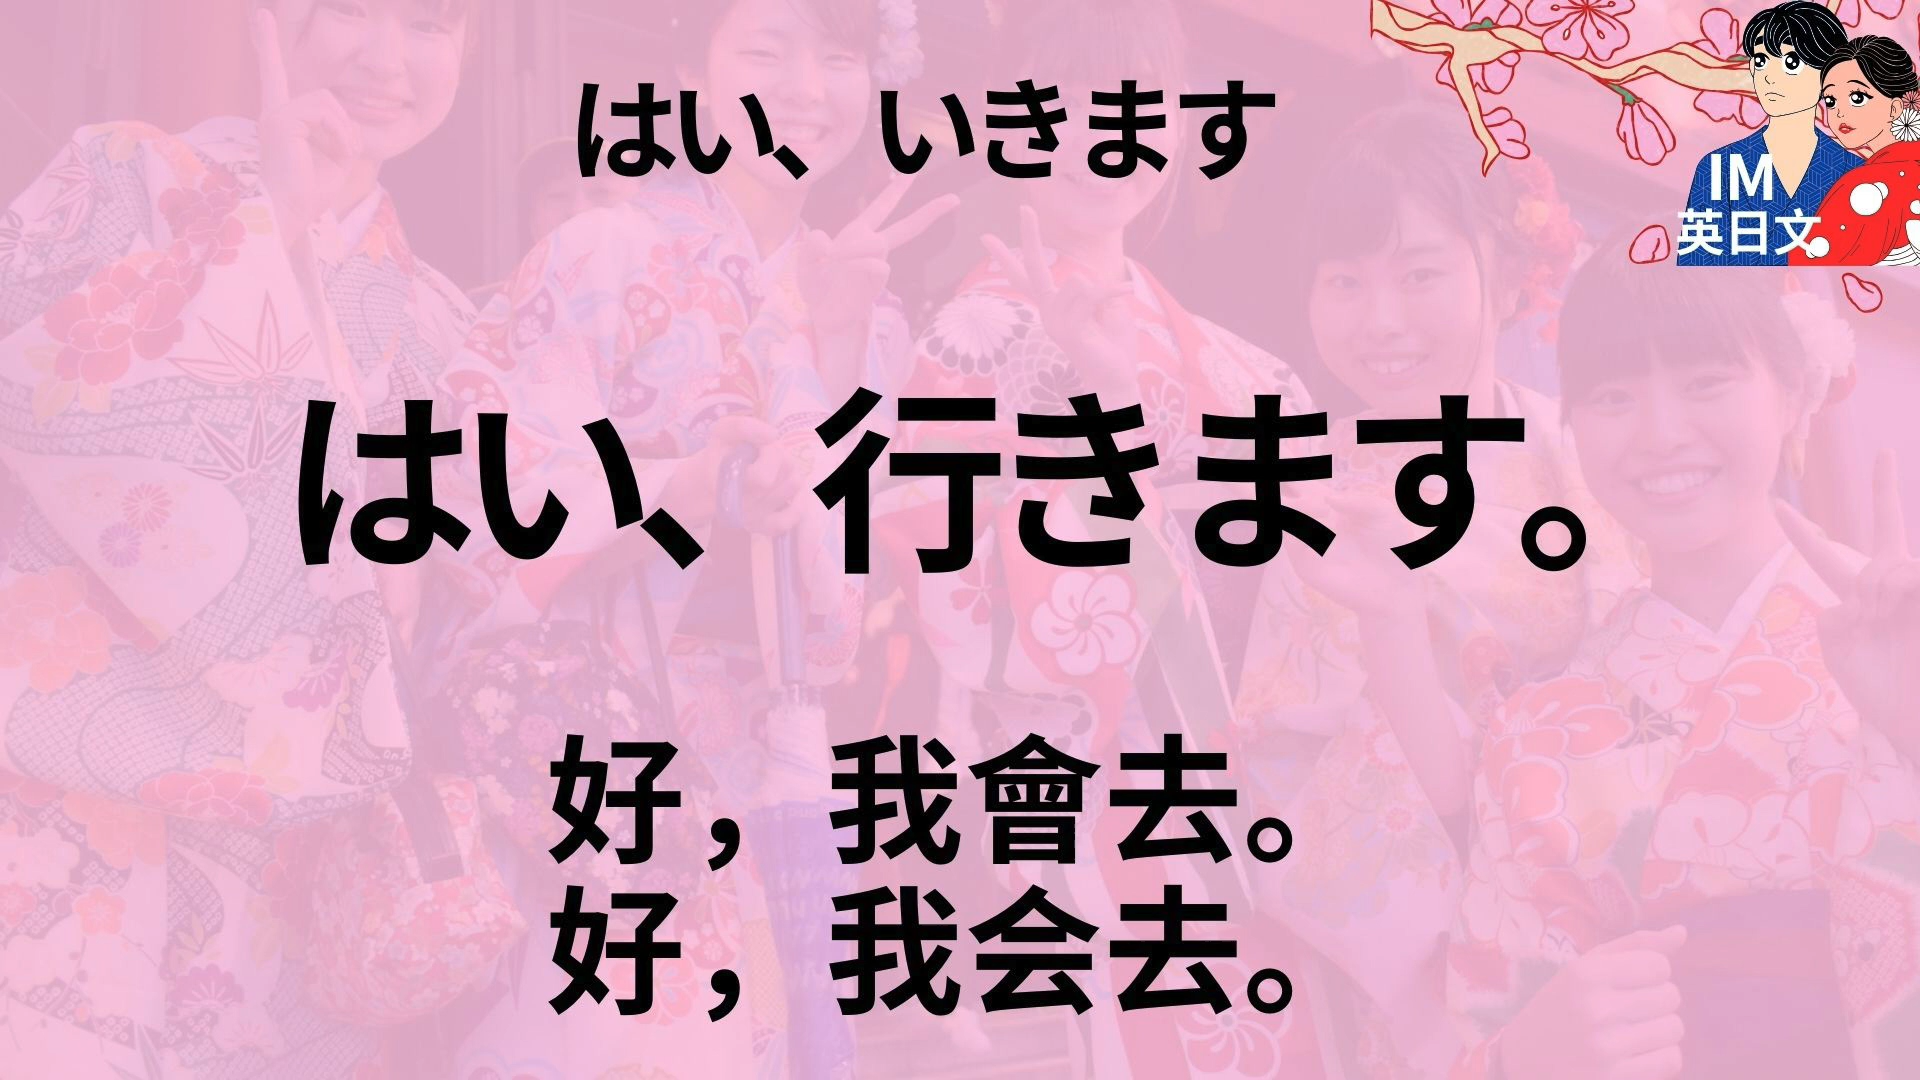 はい、いきます
IM
英日文
はい、行きます。
好，我會去。
好，我会去。